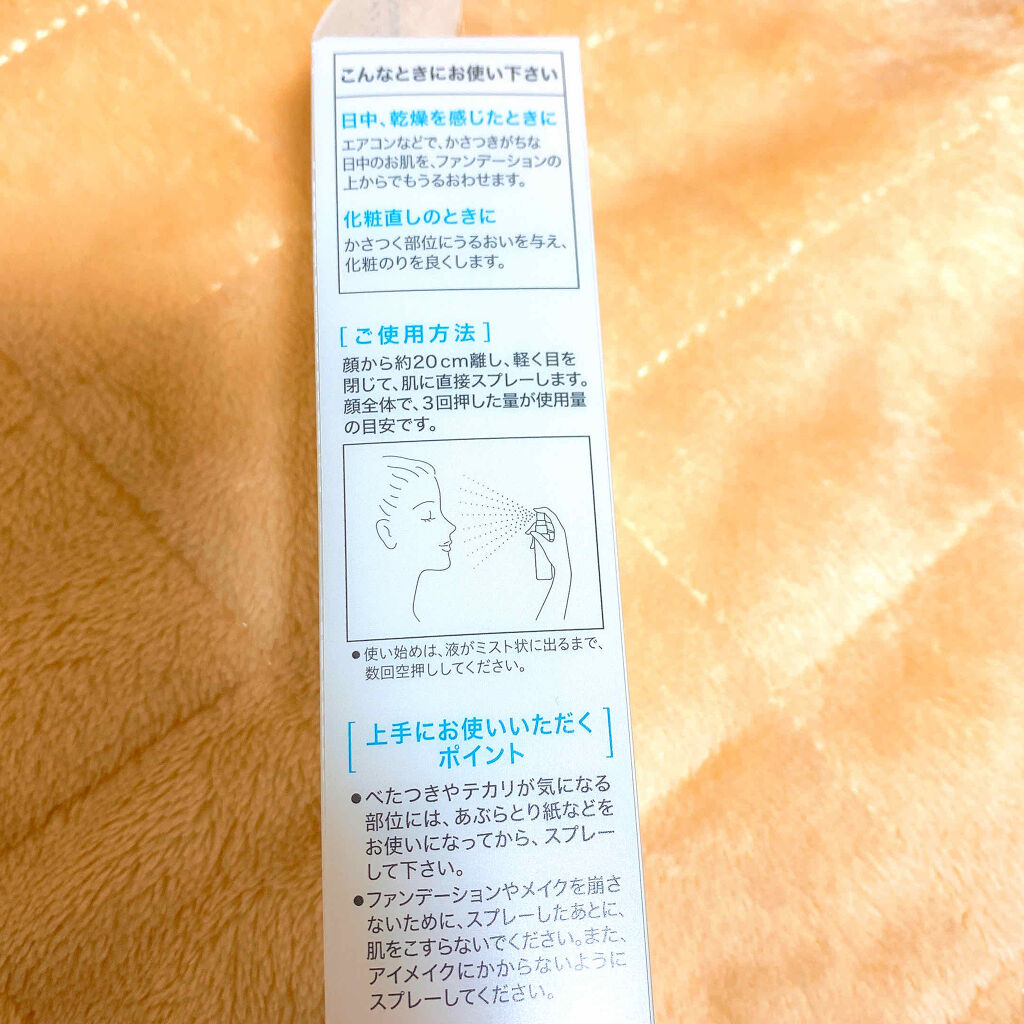 こんなときにお使い下さい
日中、乾燥を感じたときに
エアコンなどで、かさつきがちな
日中のお肌を、ファンデーションの
上からでもうるおわせます。
化粧直しのときに
かさつく部位にうるおいを与え、
化粧のりを良くします。
[ご使用方法]
顔から約20cm離し、軽く目を
閉じて、肌に直接スプレーします。
顔全体で、3回押した量が使用量
の目安です。
●使い始めは、液がミスト状に出るまで、
数回空押ししてください。
[上手にお使いいただく
ポイント]
●べたつきやテカリが気になる
部位には、あぶらとり紙などを
お使いになってから、スプレー
して下さい。
●ファンデーションやメイクを崩さ
ないために、スプレーしたあとに、
肌をこすらないでください。また、
アイメイクにかからないように
スプレーしてください。